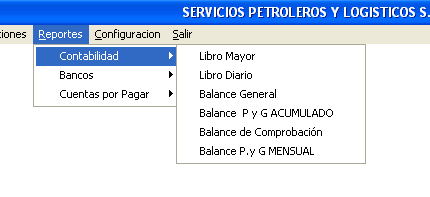 SERVICIOS PETROLEROS Y LOGISTICOS S.
iones Reportes Configuracion Salir
Contabilidad
Bancos
Cuentas por Pagar
Libro Mayor
Libro Diario
Balance General
Balance P y G ACUMULADO
Balance de Comprobación
Balance P.y G MENSUAL